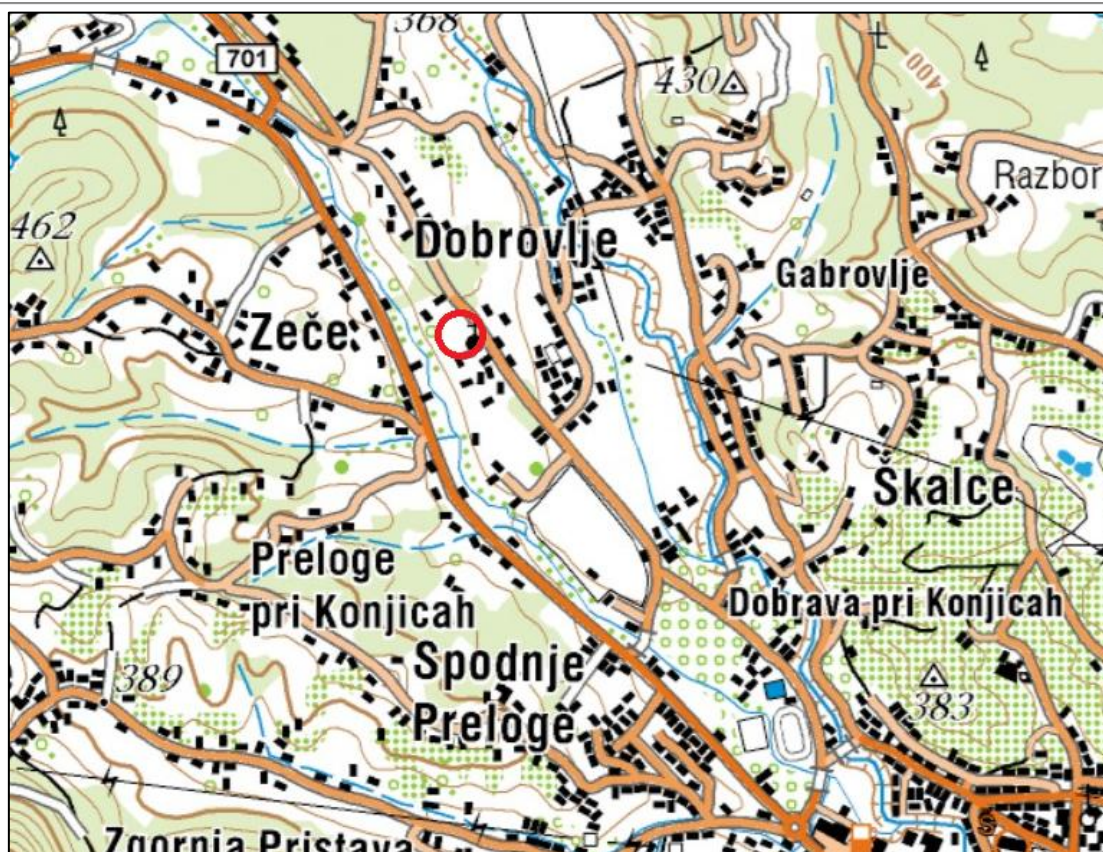 368
701
430
400
Razbor
462
Dobrovlje
Gabrovlje
Zeče
Škalce
Preloge
pri Konjicah
Dobrava pri Konjicah
Spodnje
Preloge
389
383
Zgornja Pristava
S